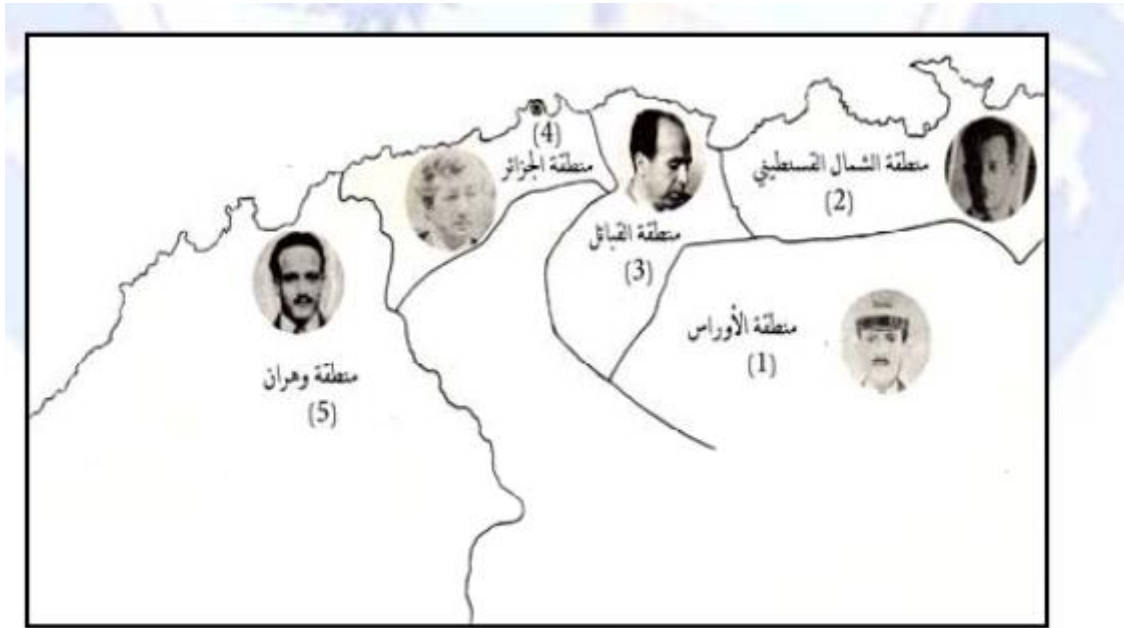 (4)
منطقة الجزائر
منطقة الشمال القسنطيني
(2)
منطقة القبائل
(3)
منطقة الأوراس
(1)
منطقة وهران
(5)